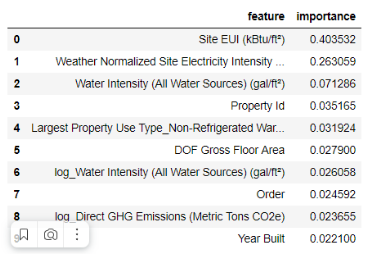 feature importance
0 Site EUI (kBtu/ft²) 0.403532
1 Weather Normalized Site Electricity Intensity ... 0.263059
2 Water Intensity (All Water Sources) (gal/ft²) 0.071286
3 Property Id 0.035165
4 Largest Property Use Type_Non-Refrigerated War... 0.031924
5 DOF Gross Floor Area 0.027900
6 log_Water Intensity (All Water Sources) (gal/ft²) 0.026058
7 Order 0.024592
8 log_Direct GHG Emissions (Metric Tons CO2e) 0.023655
9 Year Built 0.022100